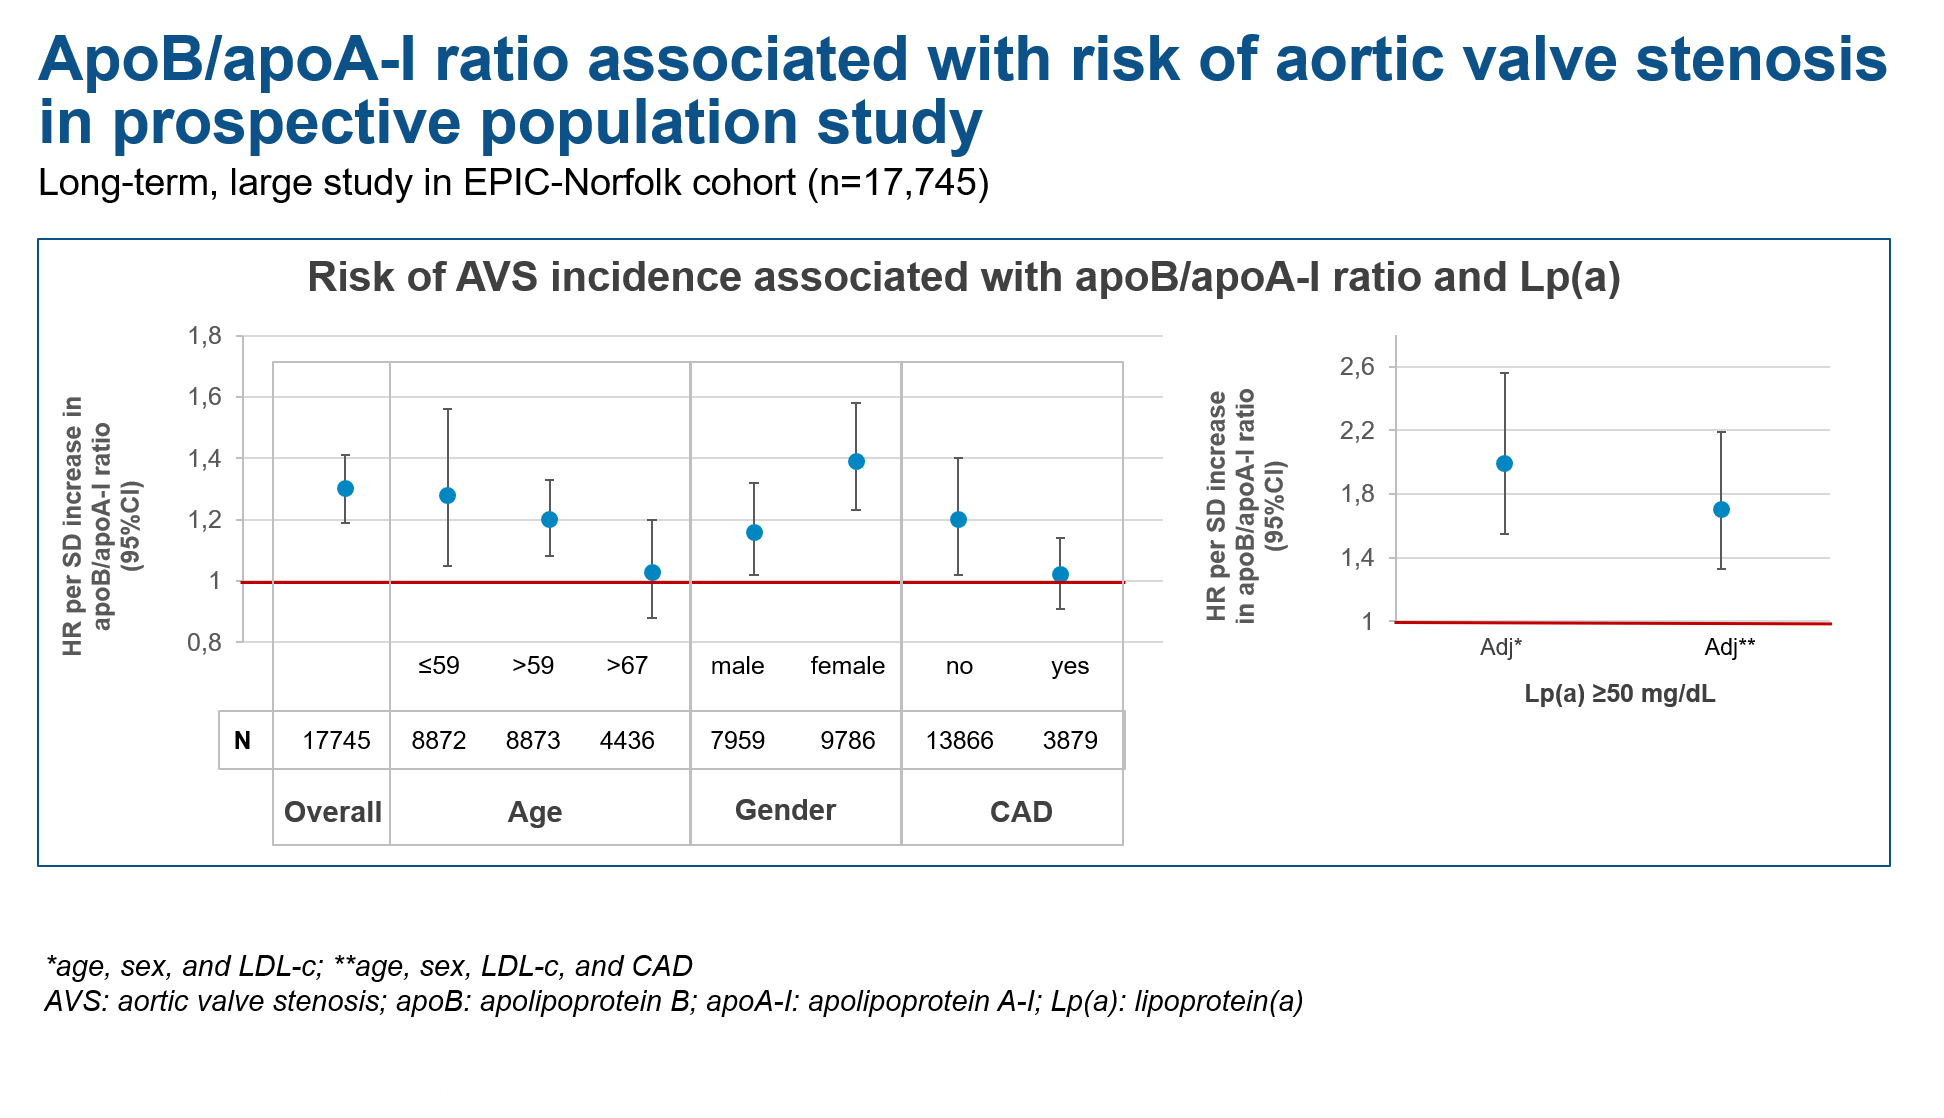 ApoB/apoA-I ratio associated with risk of aortic valve stenosis
in prospective population study
Long-term, large study in EPIC-Norfolk cohort (n=17,745)
Risk of AVS incidence associated with apoB/apoA-I ratio and Lp(a)
HR per SD increase in
apoB/apoA-I ratio
(95%CI)
1,8
1,6
1,4
1,2
1
0,8
≤59 >59 >67 male female no yes
N 17745 8872 8873 4436 7959 9786 13866 3879
Overall Age Gender CAD
HR per SD increase
in apoB/apoA-I ratio
(95%CI)
2,6
2,2
1,8
1,4
1
Adj* Adj**
Lp(a) ≥50 mg/dL
*age, sex, and LDL-c; **age, sex, LDL-c, and CAD
AVS: aortic valve stenosis; apoB: apolipoprotein B; apoA-I: apolipoprotein A-I; Lp(a): lipoprotein(a)